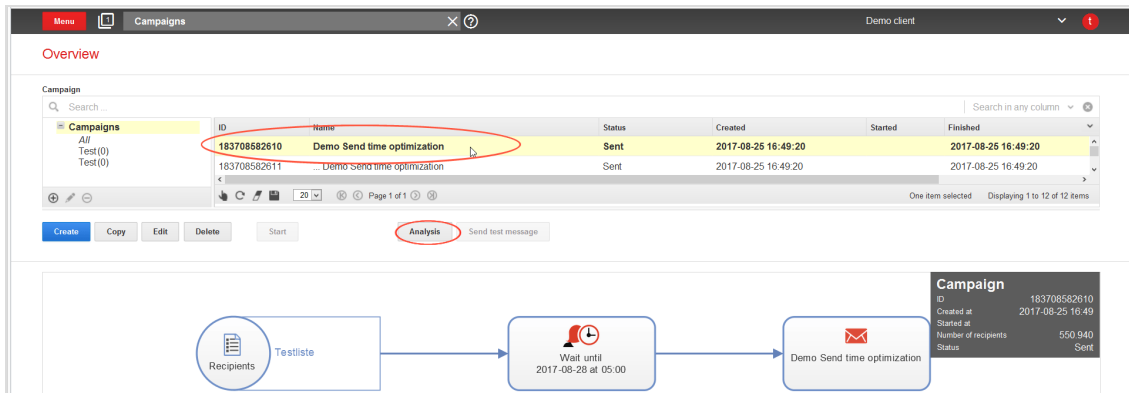 Menu 1 Campaigns Demo client t
Overview
Campaign
Search ... Search in any column
Campaigns
All
Test(0)
Test(0)
ID Name Status Created Started Finished
183708582610 Demo Send time optimization Sent 2017-08-25 16:49:20 2017-08-25 16:49:20
183708582611 ... Demo Send time optimization Sent 2017-08-25 16:49:20 2017-08-25 16:49:20
20 Page 1 of 1 One item selected Displaying 1 to 12 of 12 items
Create Copy Edit Delete Start Analysis Send test message
Recipients
Testliste
Wait until
2017-08-28 at 05:00
Demo Send time optimization
Campaign
ID 183708582610
Created at 2017-08-25 16:49
Started at
Number of recipients 550.940
Status Sent